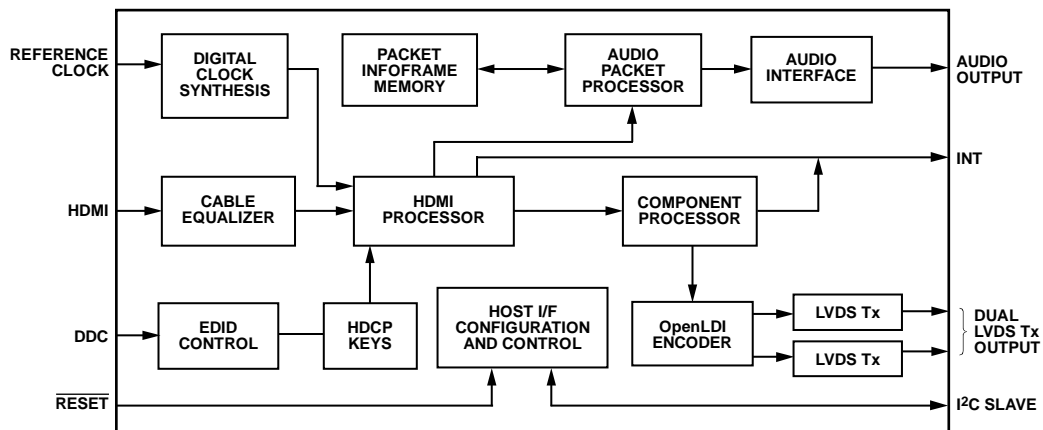 REFERENCE
CLOCK
DIGITAL
CLOCK
SYNTHESIS
PACKET
INFOFRAME
MEMORY
AUDIO
PACKET
PROCESSOR
AUDIO
INTERFACE
AUDIO
OUTPUT
INT
HDMI
CABLE
EQUALIZER
HDMI
PROCESSOR
COMPONENT
PROCESSOR
DDC
EDID
CONTROL
HDCP
KEYS
HOST I/F
CONFIGURATION
AND CONTROL
OpenLDI
ENCODER
LVDS Tx
LVDS Tx
DUAL
LVDS Tx
OUTPUT
RESET
I²C SLAVE